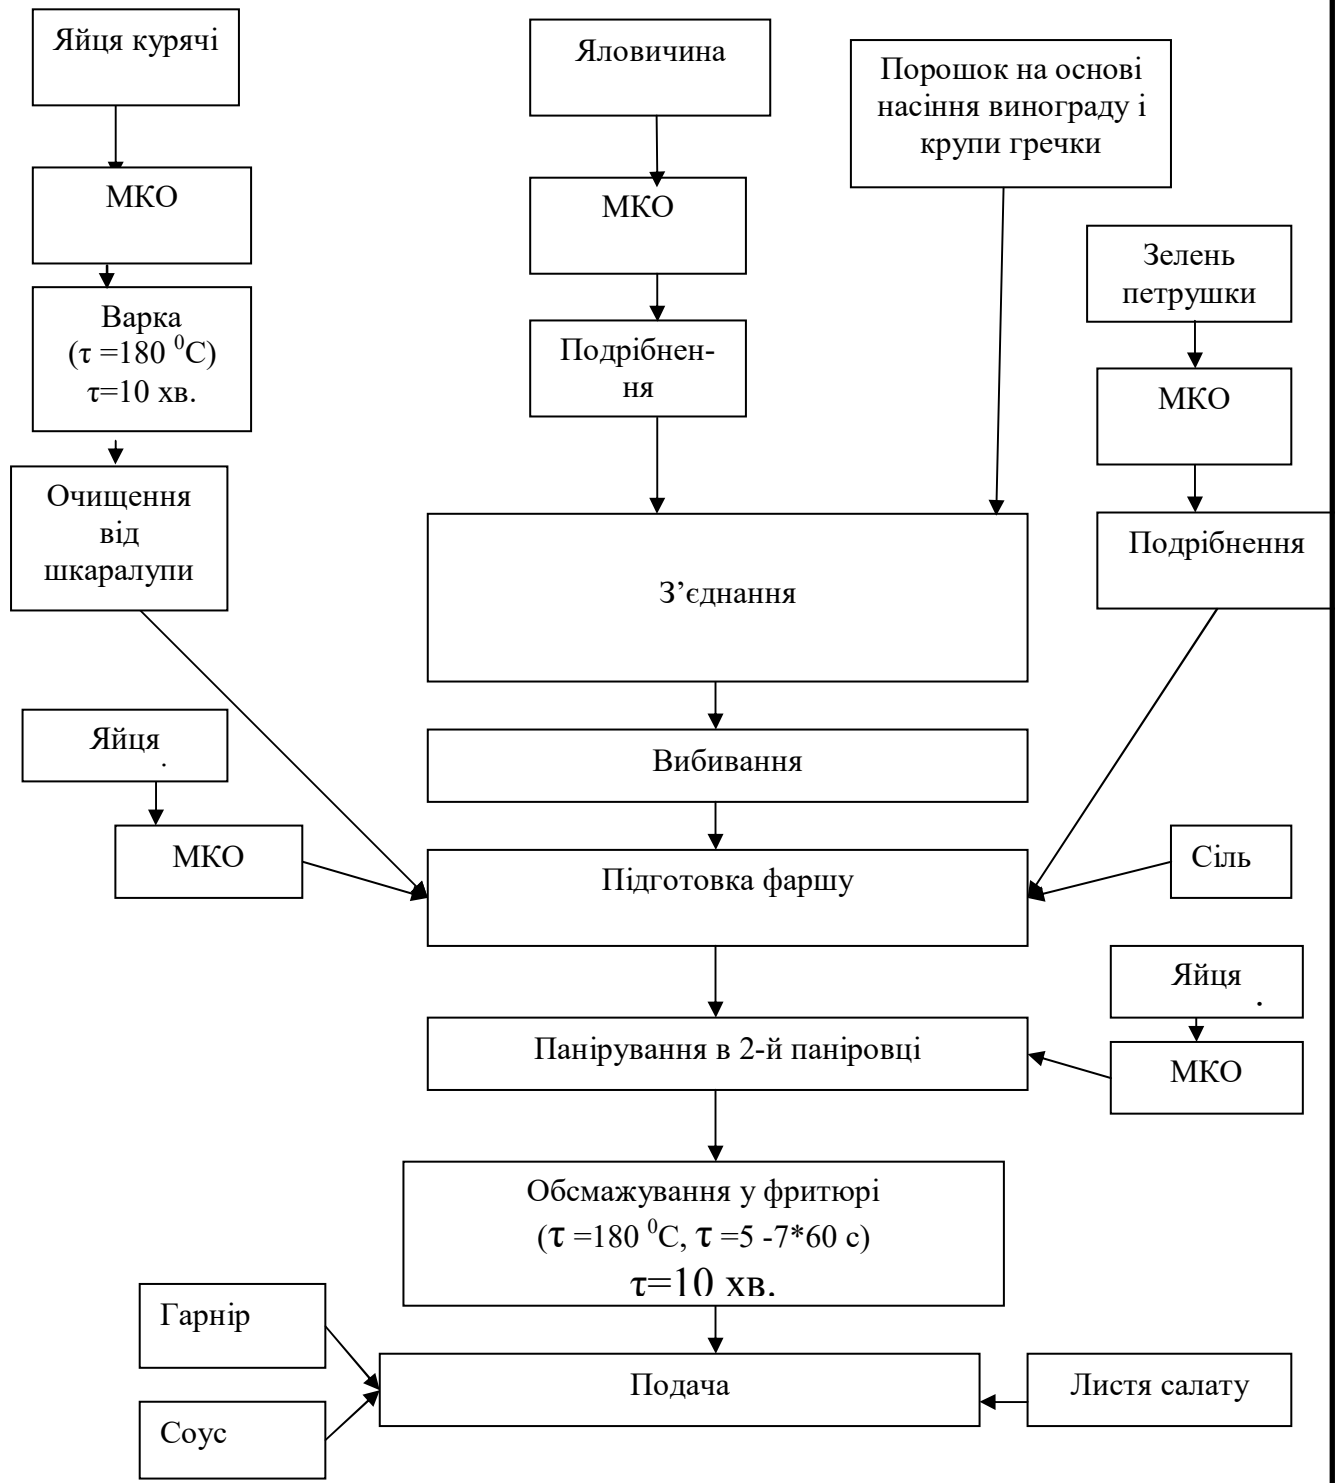 Яйця курячі
МКО
Варка
(τ =180 ⁰С)
τ=10 хв.
Очищення
від
шкаралупи
Яйця
.
МКО
Яловичина
МКО
Подрібнен-
ня
Порошок на основі
насіння винограду і
крупи гречки
Зелень
петрушки
МКО
Подрібнення
З’єднання
Вибивання
Підготовка фаршу
Сіль
Яйця
.
МКО
Панірування в 2-й паніровці
Обсмажування у фритюрі
(τ =180 ⁰С, τ =5 -7*60 с)
τ=10 хв.
Гарнір
Соус
Подача
Листя салату